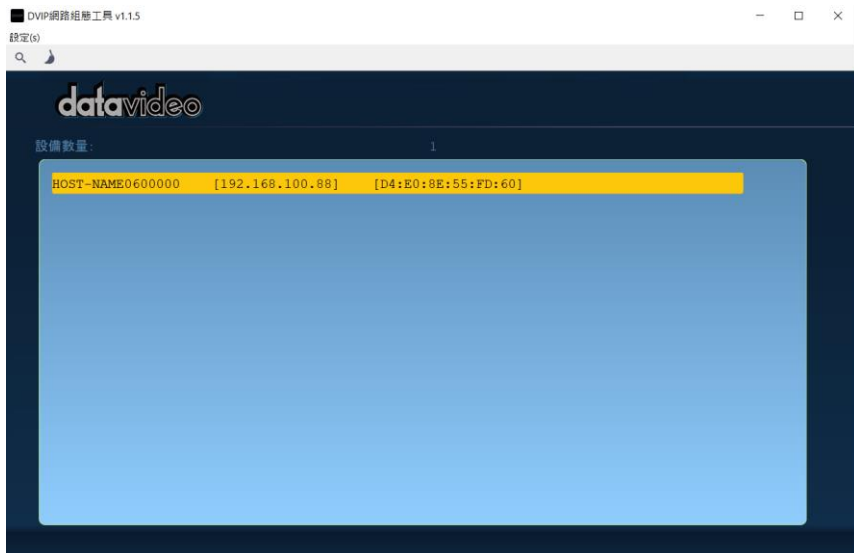 DVIP網路組態工具 v1.1.5
設定(s)
datavideo
設備數量: 1
HOST-NAME0600000 [192.168.100.88] [D4:E0:8E:55:FD:60]